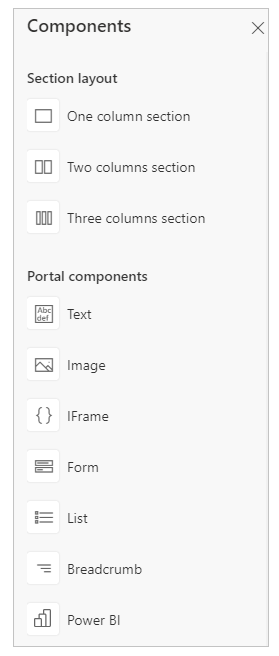 Components
Section layout
One column section
Two columns section
Three columns section
Portal components
Abc
def
Text
Image
IFrame
Form
List
Breadcrumb
Power BI